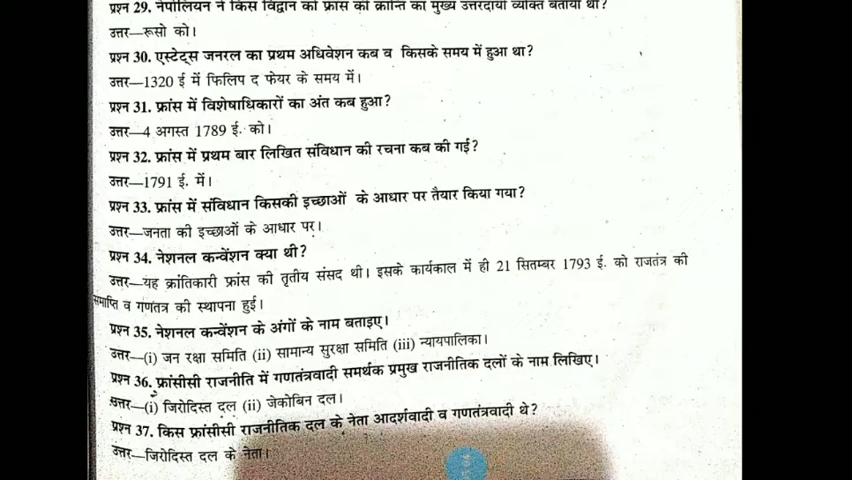 प्रश्न 29. नेपोलियन ने किस विद्वान को फ्रांस की क्रान्ति का मुख्य उत्तरदायी व्यक्ति बताया था?
उत्तर—रूसो को।
प्रश्न 30. एस्टेट्स जनरल का प्रथम अधिवेशन कब व किसके समय में हुआ था?
उत्तर—1320 ई में फिलिप द फेयर के समय में।
प्रश्न 31. फ्रांस में विशेषाधिकारों का अंत कब हुआ?
उत्तर—4 अगस्त 1789 ई. को।
प्रश्न 32. फ्रांस में प्रथम बार लिखित संविधान की रचना कब की गई?
उत्तर—1791 ई. में।
प्रश्न 33. फ्रांस में संविधान किसकी इच्छाओं के आधार पर तैयार किया गया?
उत्तर—जनता की इच्छाओं के आधार पर।
प्रश्न 34. नेशनल कन्वेंशन क्या थी?
उत्तर—यह क्रांतिकारी फ्रांस की तृतीय संसद थी। इसके कार्यकाल में ही 21 सितम्बर 1793 ई. को राजतंत्र की
समाप्ति व गणतंत्र की स्थापना हुई।
प्रश्न 35. नेशनल कन्वेंशन के अंगों के नाम बताइए।
उत्तर—(i) जन रक्षा समिति (ii) सामान्य सुरक्षा समिति (iii) न्यायपालिका।
प्रश्न 36. फ्रांसीसी राजनीति में गणतंत्रवादी समर्थक प्रमुख राजनीतिक दलों के नाम लिखिए।
उत्तर—(i) जिरोदिस्त दल (ii) जेकोबिन दल।
प्रश्न 37. किस फ्रांसीसी राजनीतिक दल के नेता आदर्शवादी व गणतंत्रवादी थे?
उत्तर—जिरोदिस्त दल के नेता।